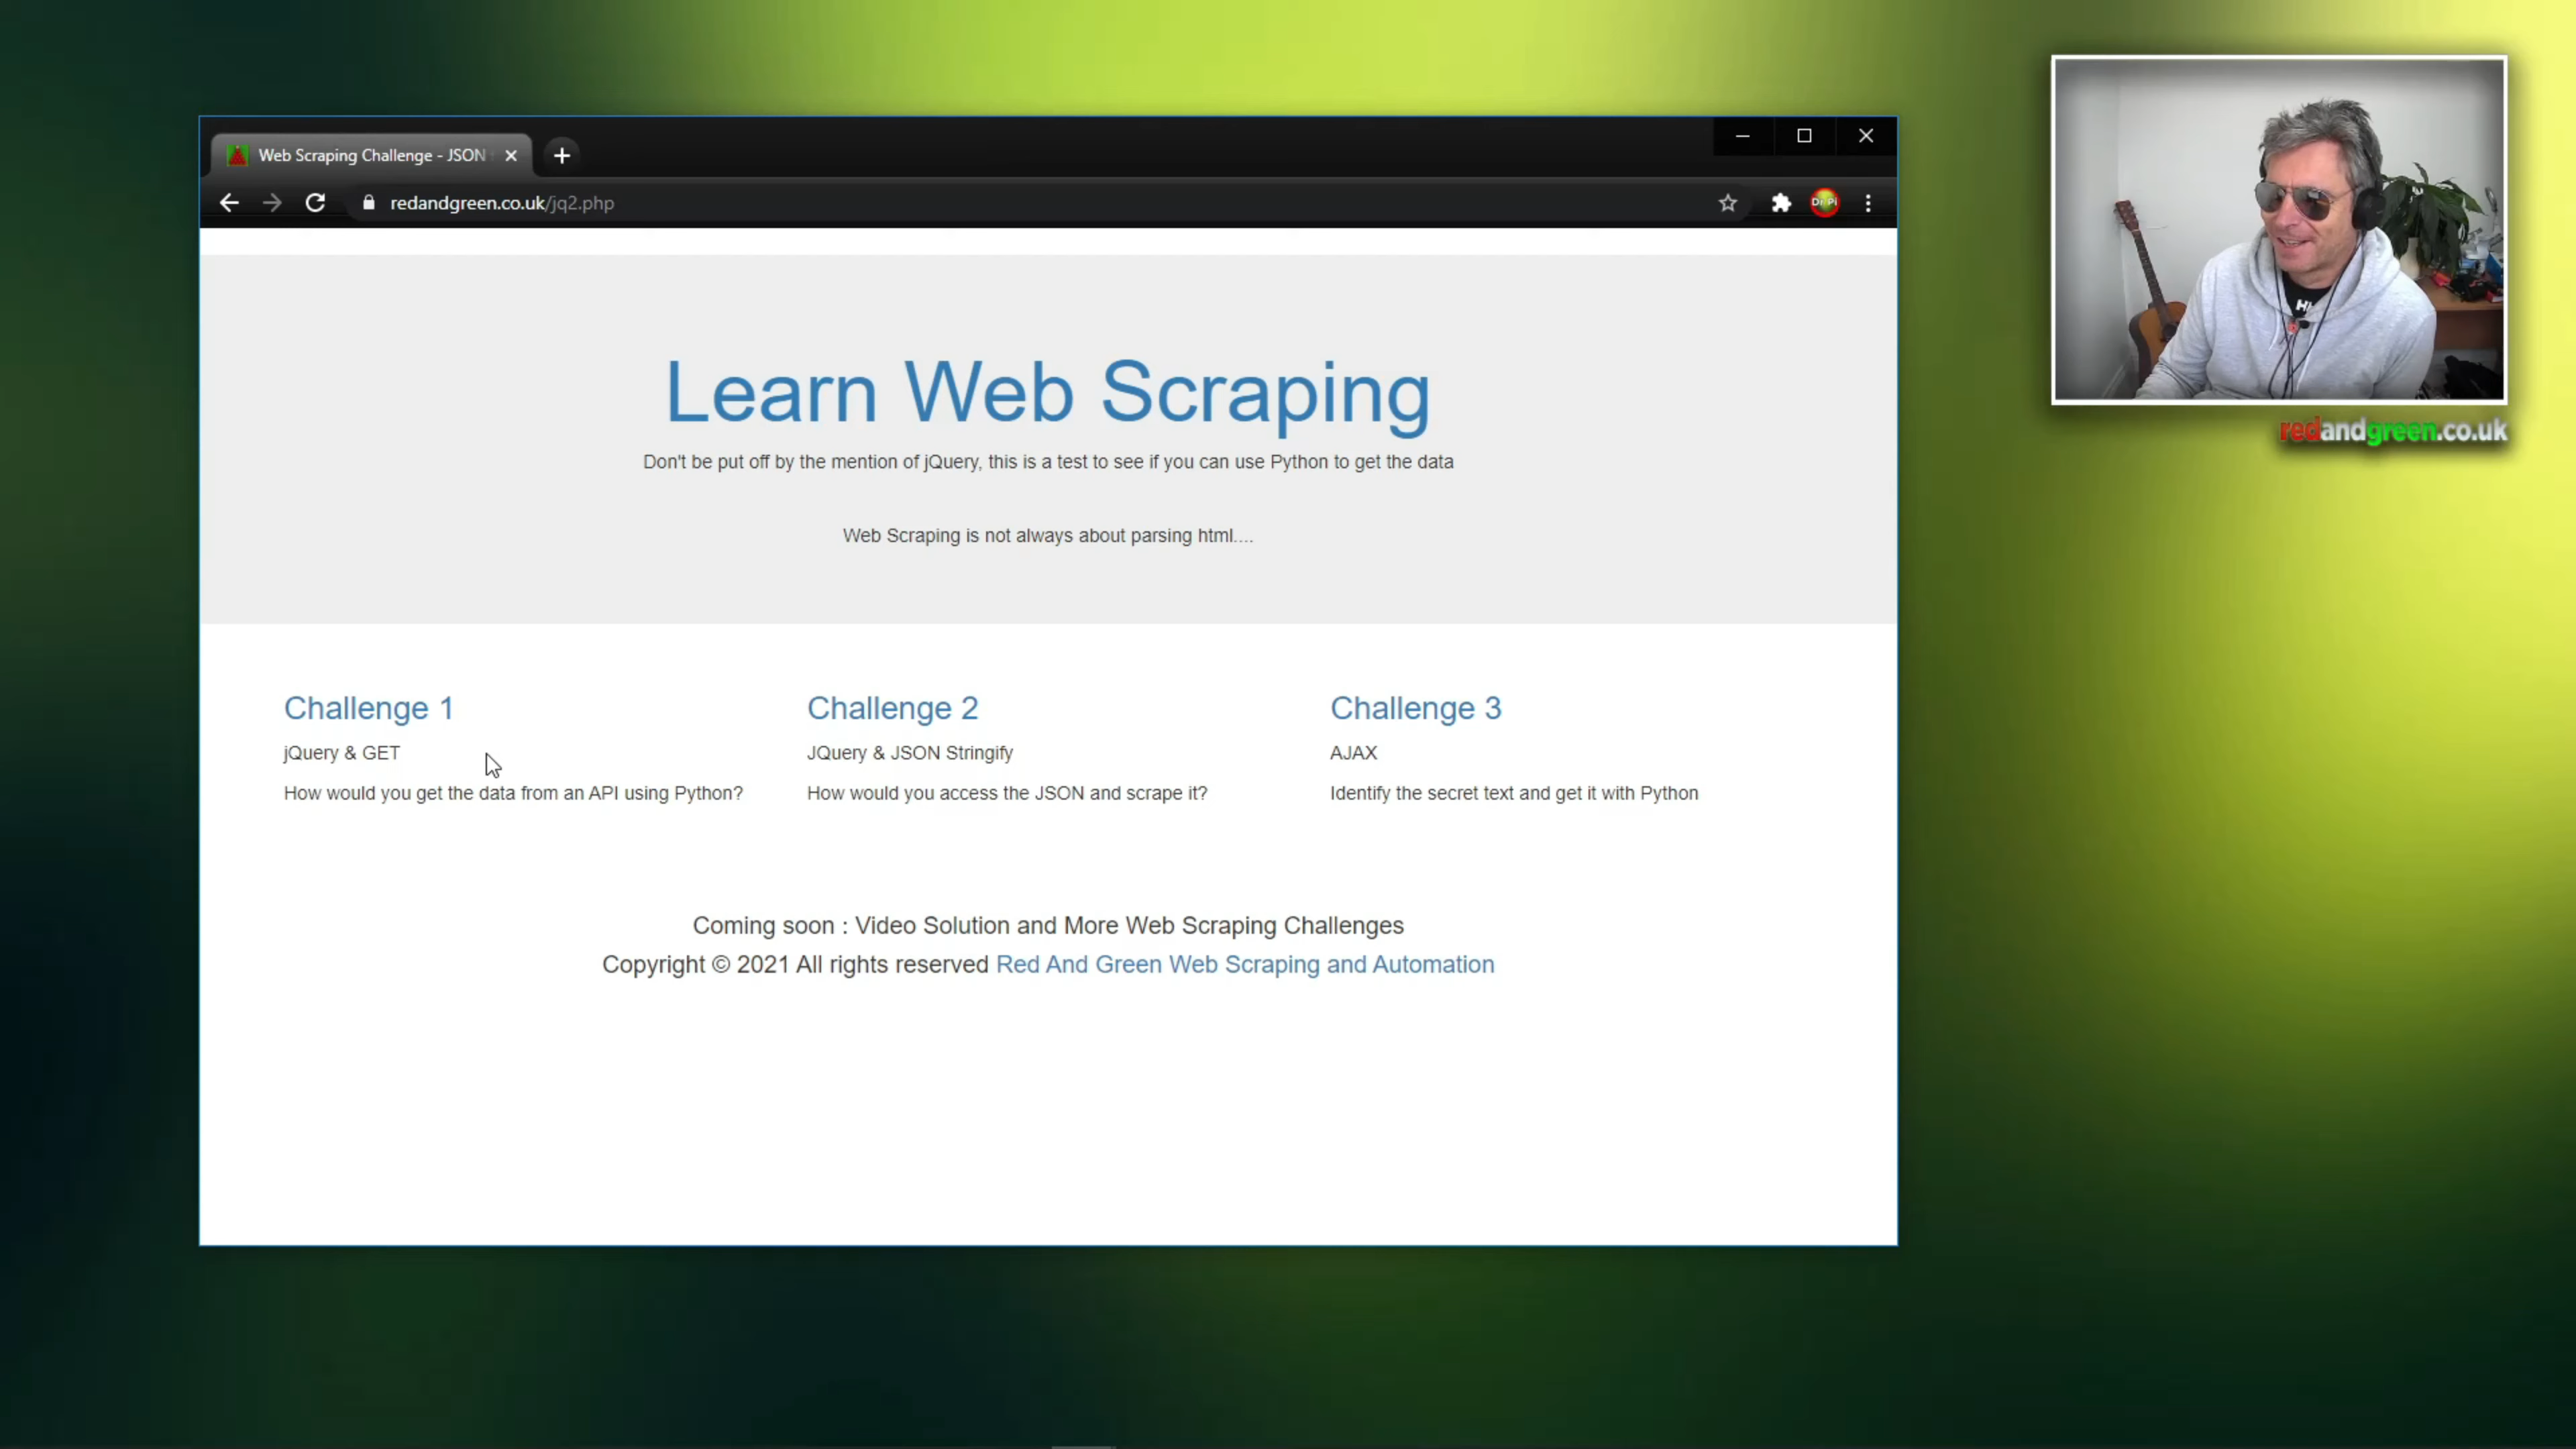 Web Scraping Challenge - JSON
redandgreen.co.uk/jq2.php
Dr Pi
redandgreen.co.uk
Learn Web Scraping
Don't be put off by the mention of jQuery, this is a test to see if you can use Python to get the data
Web Scraping is not always about parsing html....
Challenge 1
jQuery & GET
How would you get the data from an API using Python?
Challenge 2
JQuery & JSON Stringify
How would you access the JSON and scrape it?
Challenge 3
AJAX
Identify the secret text and get it with Python
Coming soon : Video Solution and More Web Scraping Challenges
Copyright © 2021 All rights reserved Red And Green Web Scraping and Automation